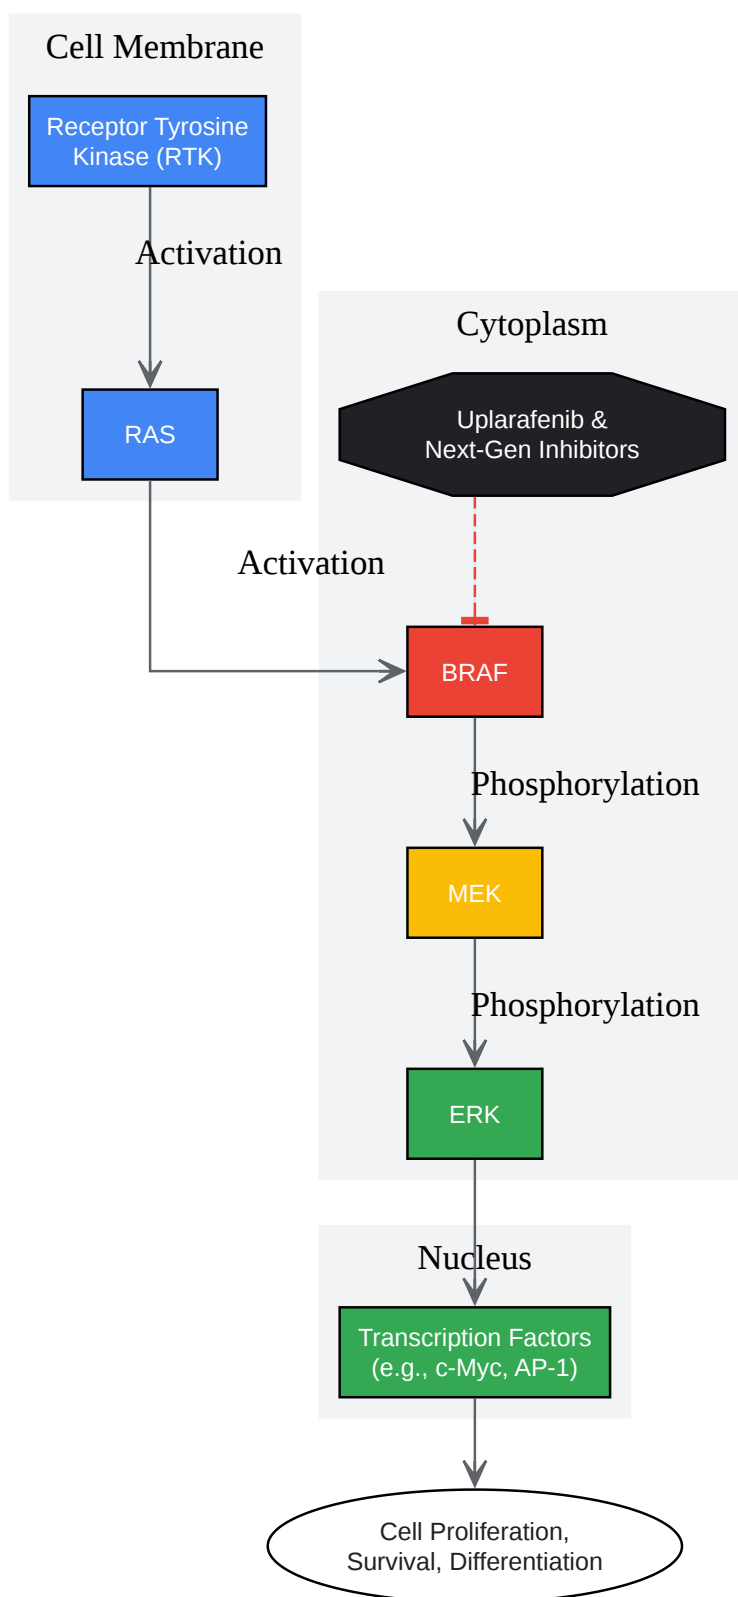 Cell Membrane
Receptor Tyrosine
Kinase (RTK)
Activation
RAS
Cytoplasm
Uplarafenib &
Next-Gen Inhibitors
Activation
BRAF
Phosphorylation
MEK
Phosphorylation
ERK
Nucleus
Transcription Factors
(e.g., c-Myc, AP-1)
Cell Proliferation,
Survival, Differentiation